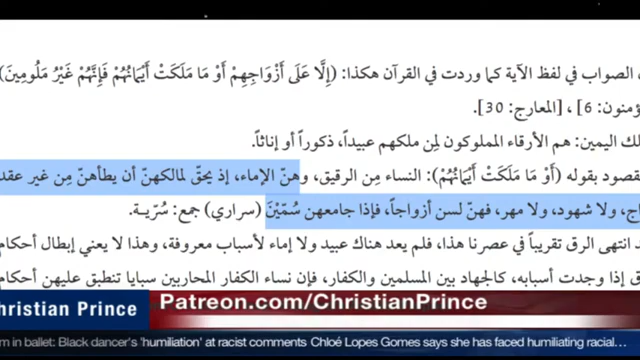 ن الصواب في لفظ الآية كما وردت في القرآن هكذا: (إِلَّا عَلَى أَزْوَاجِهِمْ أَوْ مَا مَلَكَتْ أَيْمَانُهُمْ فَإِنَّهُمْ غَيْرُ مَلُومِينَ)
ؤمنون: 6] ، [المعارج: 30].
لك اليمين: هم الأرقاء المملوكون لِمن ملكهم عبيداً، ذكوراً أو إناثاً.
قصود بقوله (أَوْ مَا مَلَكَتْ أَيْمَانُهُمْ): النساء مِن الرقيق، وهنّ الإماء، إذ يحقّ لمالكهنّ أن يطأهنّ مِن غير عقد
اج، ولا شهود، ولا مهر، فهنّ لسن أزواجاً، فإذا جامعهن سُمّيْنَ (سراري) جمع: سُرّية.
د انتهى الرق تقريباً في عصرنا هذا، فلم يعد هناك عبيد ولا إماء لأسباب معروفة، وهذا لا يعني إبطال أحكام
ق إذا وجدت أسبابه، كالجهاد بين المسلمين والكفار، فإن نساء الكفار المحاربين سبايا تنطبق عليهن أحكام
Christian Prince
Patreon.com/ChristianPrince
m in ballet: Black dancer's 'humiliation' at racist comments Chloé Lopes Gomes says she has faced humiliating racial…